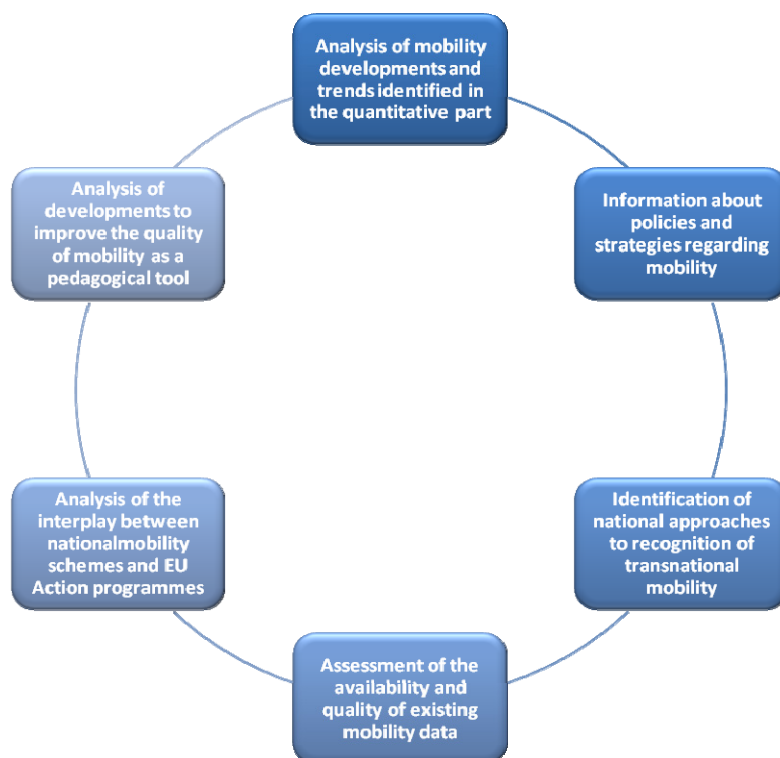 Analysis of mobility
developments and
trends identified in
the quantitative part
Information about
policies and
strategies regarding
mobility
Identification of
national approaches
to recognition of
transnational
mobility
Assessment of the
availability and
quality of existing
mobility data
Analysis of the
interplay between
nationalmobility
schemes and EU
Action programmes
Analysis of
developments to
improve the quality
of mobility as a
pedagogical tool